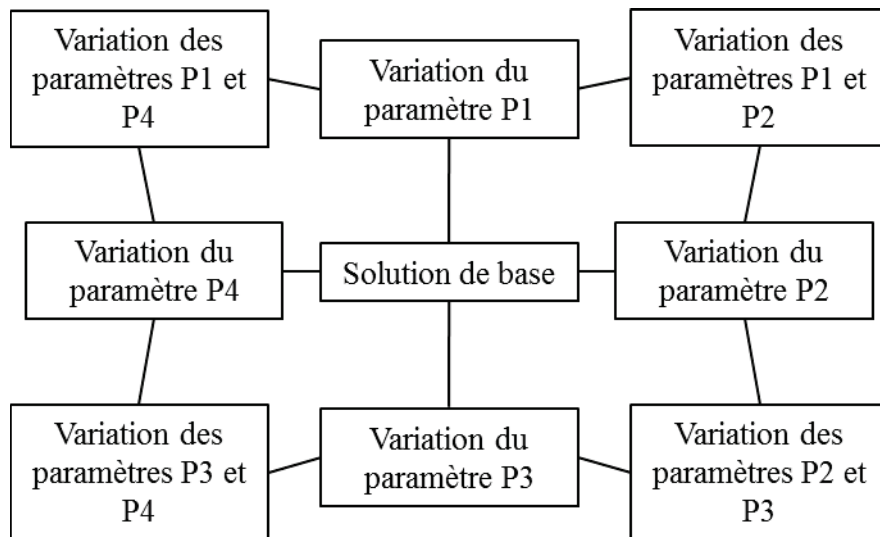 Variation des
paramètres P1 et
P4
Variation du
paramètre P1
Variation des
paramètres P1 et
P2
Variation du
paramètre P4
Solution de base
Variation du
paramètre P2
Variation des
paramètres P3 et
P4
Variation du
paramètre P3
Variation des
paramètres P2 et
P3